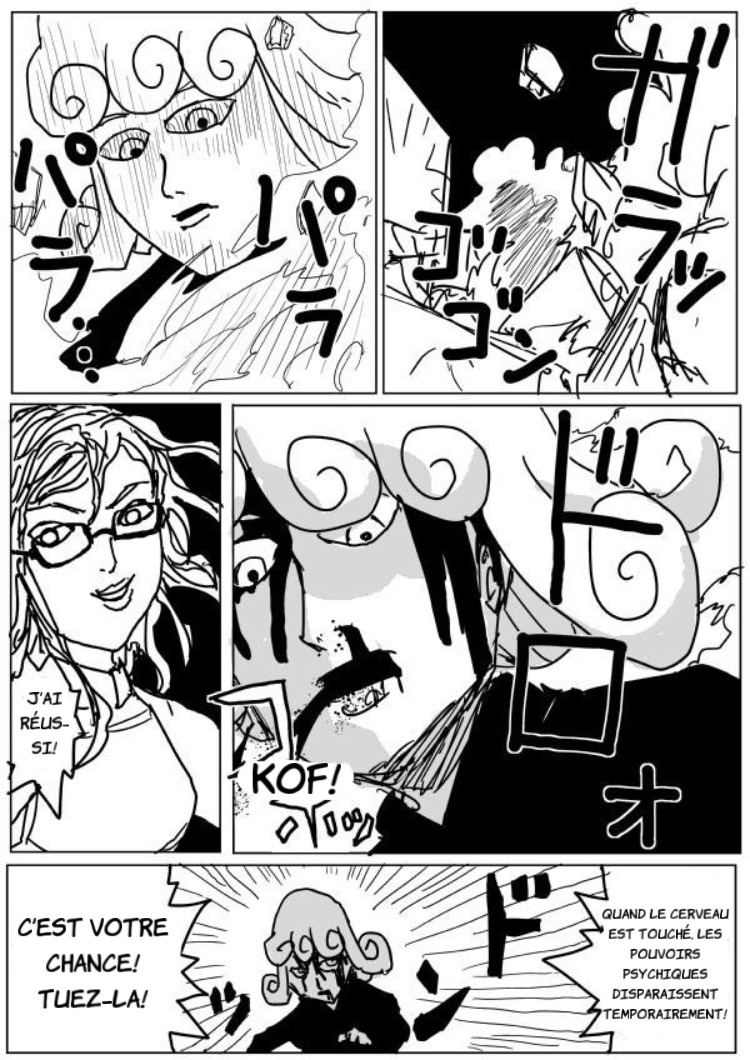 ガラッ
ゴゴン
パラ
パラ
ドロォ
J'AI
RÉUS-
SI!
KOF!
QUAND LE CERVEAU
EST TOUCHÉ, LES
POUVOIRS
PSYCHIQUES
DISPARAISSENT
TEMPORAIREMENT!
C'EST VOTRE
CHANCE!
TUEZ-LA!